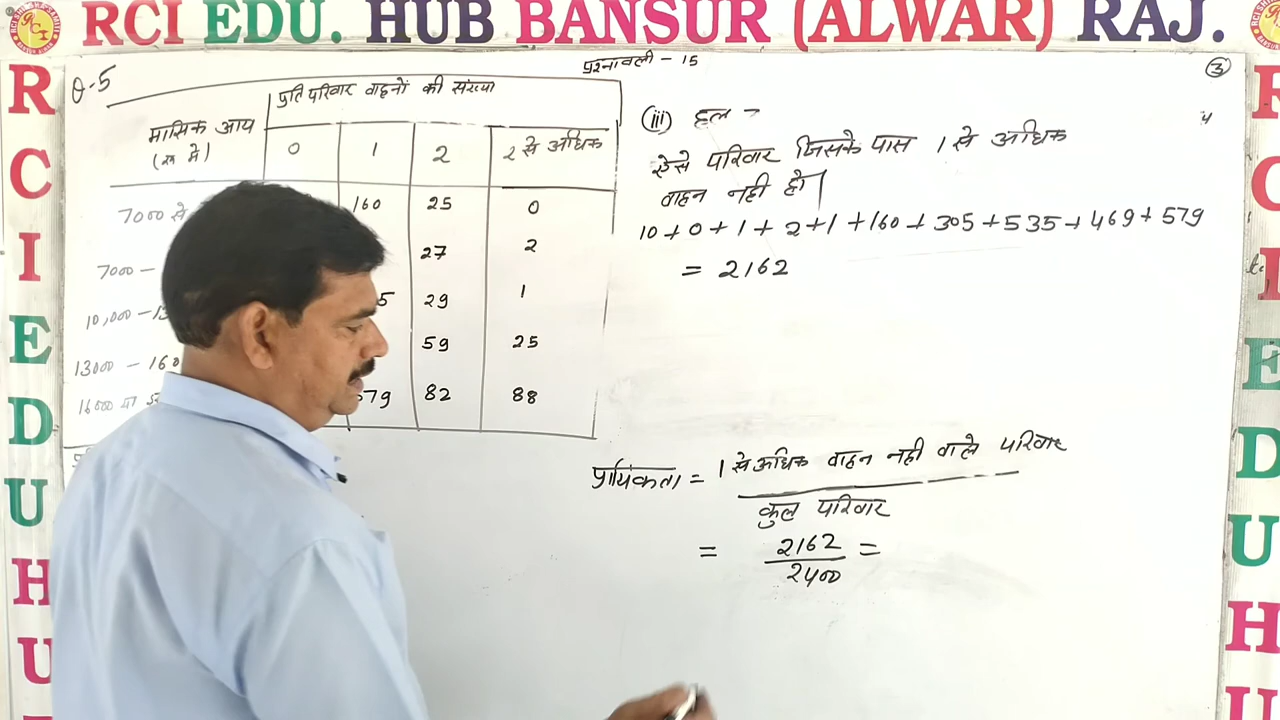 RCI EDU. HUB BANSUR (ALWAR) RAJ.
R
C
I
E
D
U
H
U
प्रश्नावली - 15
3
Q-5
प्रति परिवार वाहनों की संख्या
मासिक आय
(रू में)
0 1 2 2 से अधिक
7000 से 160 25 0
7000 - 27 2
10,000 - 13 5 29 1
13000 - 160 59 25
16000 या 579 82 88
(iii) हल →
ऐसे परिवार जिसके पास 1 से अधिक
वाहन नही हो।
10 + 0 + 1 + 2 + 1 + 160 + 305 + 535 + 469 + 579
= 2162
प्रायिकता = 1 से अधिक वाहन नही वाले परिवार
कुल परिवार
= 2162 =
2400
R
C
I
E
D
U
H
U